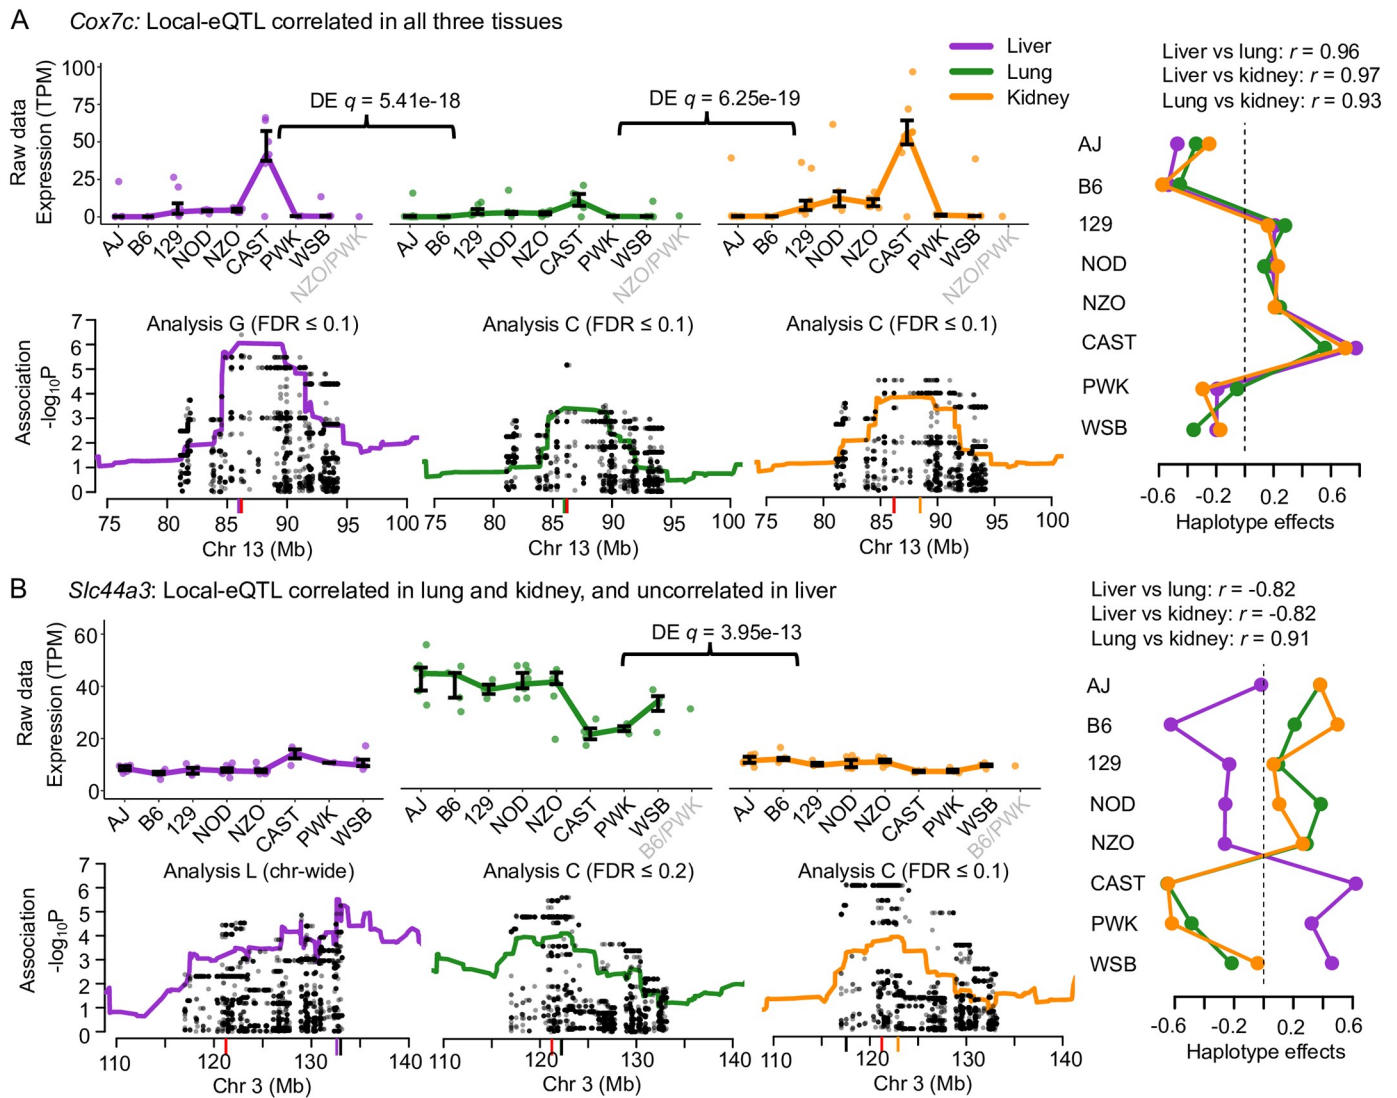 A Cox7c: Local-eQTL correlated in all three tissues
Liver
Lung
Kidney
Liver vs lung: r = 0.96
Liver vs kidney: r = 0.97
Lung vs kidney: r = 0.93
Raw data
Expression (TPM)
100
75
50
25
0
DE q = 5.41e-18
DE q = 6.25e-19
AJ B6 129 NOD NZO CAST PWK WSB NZO/PWK
AJ B6 129 NOD NZO CAST PWK WSB NZO/PWK
AJ B6 129 NOD NZO CAST PWK WSB NZO/PWK
AJ
B6
129
NOD
NZO
CAST
PWK
WSB
-0.6 -0.2 0.2 0.6
Haplotype effects
Analysis G (FDR ≤ 0.1)
Analysis C (FDR ≤ 0.1)
Analysis C (FDR ≤ 0.1)
Association
-log10P
7
6
5
4
3
2
1
0
75 80 85 90 95 100
75 80 85 90 95 100
75 80 85 90 95 100
Chr 13 (Mb)
Chr 13 (Mb)
Chr 13 (Mb)
B Slc44a3: Local-eQTL correlated in lung and kidney, and uncorrelated in liver
Liver vs lung: r = -0.82
Liver vs kidney: r = -0.82
Lung vs kidney: r = 0.91
Raw data
Expression (TPM)
60
40
20
0
DE q = 3.95e-13
AJ B6 129 NOD NZO CAST PWK WSB
AJ B6 129 NOD NZO CAST PWK WSB B6/PWK
AJ B6 129 NOD NZO CAST PWK WSB B6/PWK
AJ
B6
129
NOD
NZO
CAST
PWK
WSB
-0.6 -0.2 0.2 0.6
Haplotype effects
Analysis L (chr-wide)
Analysis C (FDR ≤ 0.2)
Analysis C (FDR ≤ 0.1)
Association
-log10P
7
6
5
4
3
2
1
0
110 120 130 140
110 120 130 140
110 120 130 140
Chr 3 (Mb)
Chr 3 (Mb)
Chr 3 (Mb)